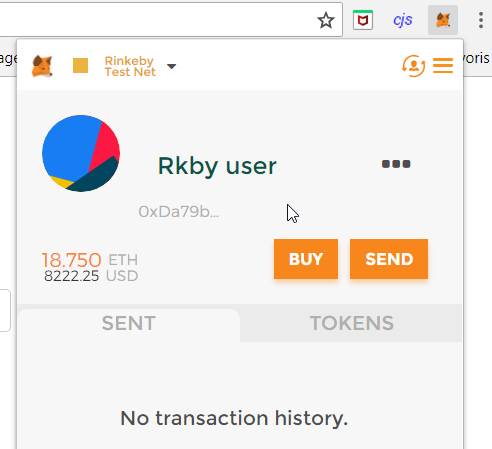 cjs
age
voris
Rinkeby
Test Net
Rkby user
0xDa79b...
18.750 ETH
8222.25 USD
BUY
SEND
SENT
TOKENS
No transaction history.